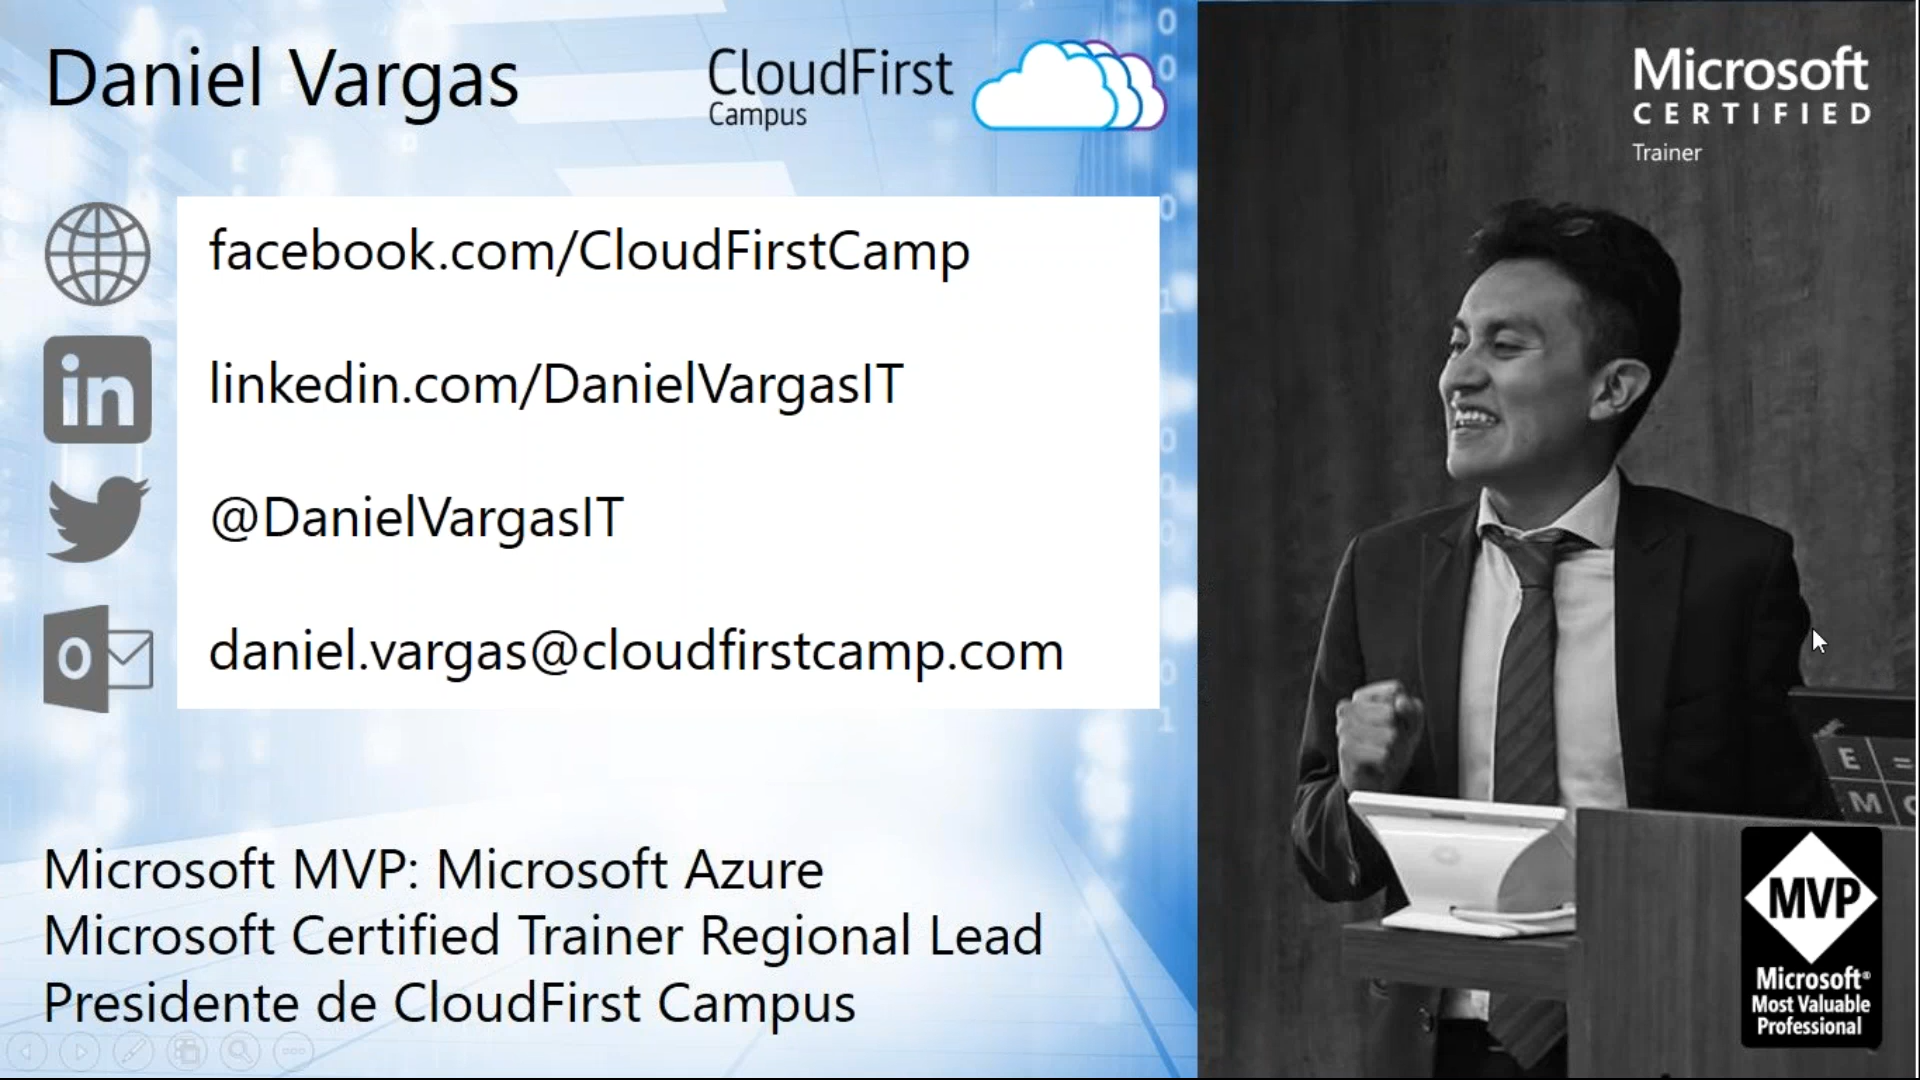 Daniel Vargas
CloudFirst
Campus
facebook.com/CloudFirstCamp
in
linkedin.com/DanielVargasIT
@DanielVargasIT
O
daniel.vargas@cloudfirstcamp.com
Microsoft MVP: Microsoft Azure
Microsoft Certified Trainer Regional Lead
Presidente de CloudFirst Campus
Microsoft
CERTIFIED
Trainer
E =
MVP
Microsoft®
Most Valuable
Professional